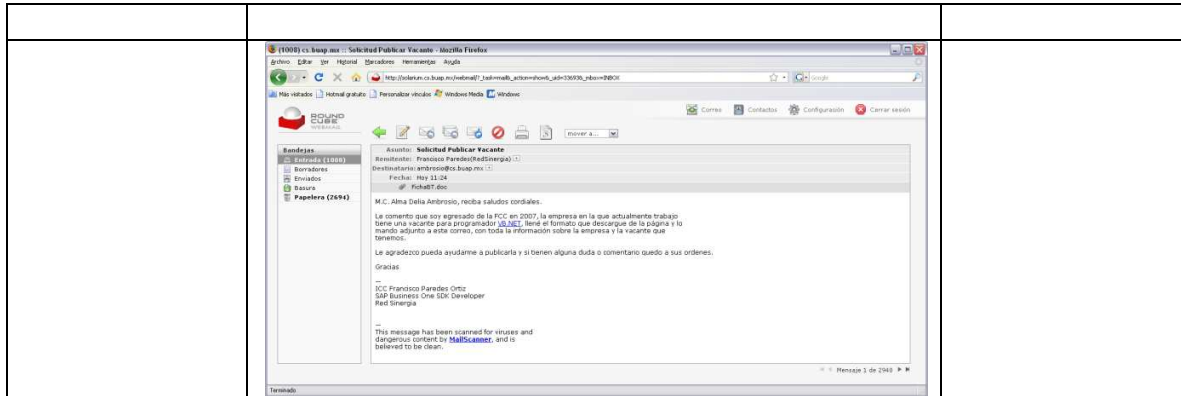 (1008) cs.buap.mx :: Solicitud Publicar Vacante - Mozilla Firefox
Archivo Editar Ver Historial Marcadores Herramientas Ayuda
Google
Más visitados Hotmail gratuito Personalizar vínculos Windows Media Windows
Correo Contactos Configuración Cerrar sesión
ROUND
CUBE
WEBMAIL
mover a...
Bandejas
Entrada (1008)
Borradores
Enviados
Basura
Papelera (2694)
Asunto: Solicitud Publicar Vacante
Remitente: Francisco Paredes(RedSinergia)
Destinatario: ambrosio@cs.buap.mx
Fecha: Hoy 11:24
FichaBT.doc
M.C. Alma Delia Ambrosio, reciba saludos cordiales.
Le comento que soy egresado de la FCC en 2007, la empresa en la que actualmente trabajo
tiene una vacante para programador VB.NET, llené el formato que descargue de la página y lo
mando adjunto a este correo, con toda la información sobre la empresa y la vacante que
tenemos.
Le agradezco pueda ayudarme a publicarla y si tienen alguna duda o comentario quedo a sus ordenes.
Gracias
--
ICC Francisco Paredes Ortiz
SAP Business One SDK Developer
Red Sinergia
--
This message has been scanned for viruses and
dangerous content by MailScanner, and is
believed to be clean.
Mensaje 1 de 2940
Terminado